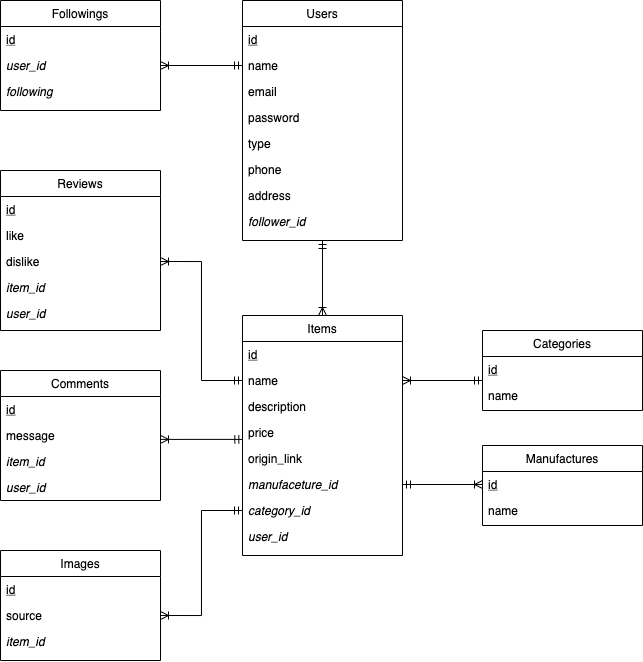 Followings
id
user_id
following
Users
id
name
email
password
type
phone
address
follower_id
Reviews
id
like
dislike
item_id
user_id
Items
id
name
description
price
origin_link
manufaceture_id
category_id
user_id
Categories
id
name
Comments
id
message
item_id
user_id
Manufactures
id
name
Images
id
source
item_id